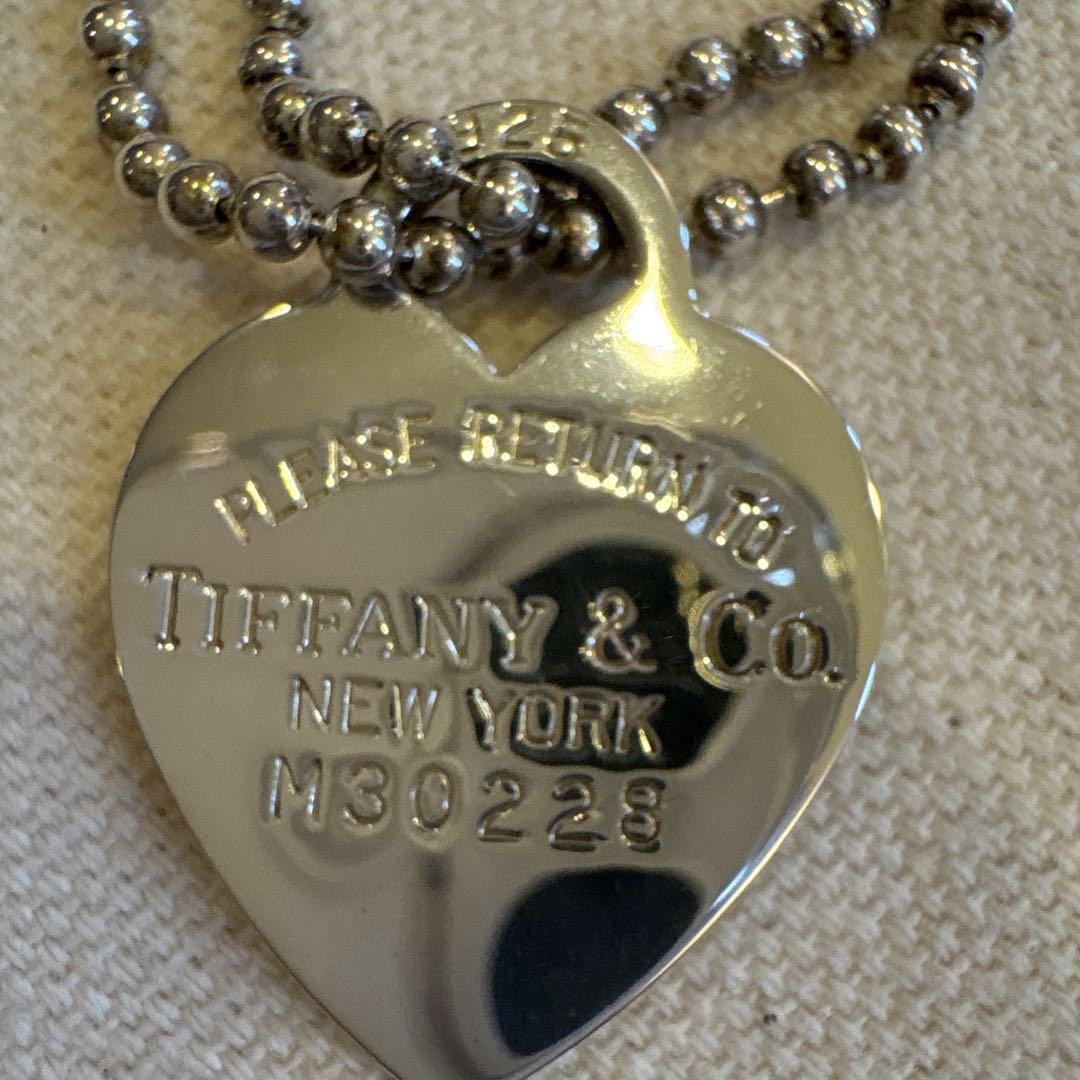 925
PLEASE RETURN TO
TIFFANY & CO.
NEW YORK
M30228